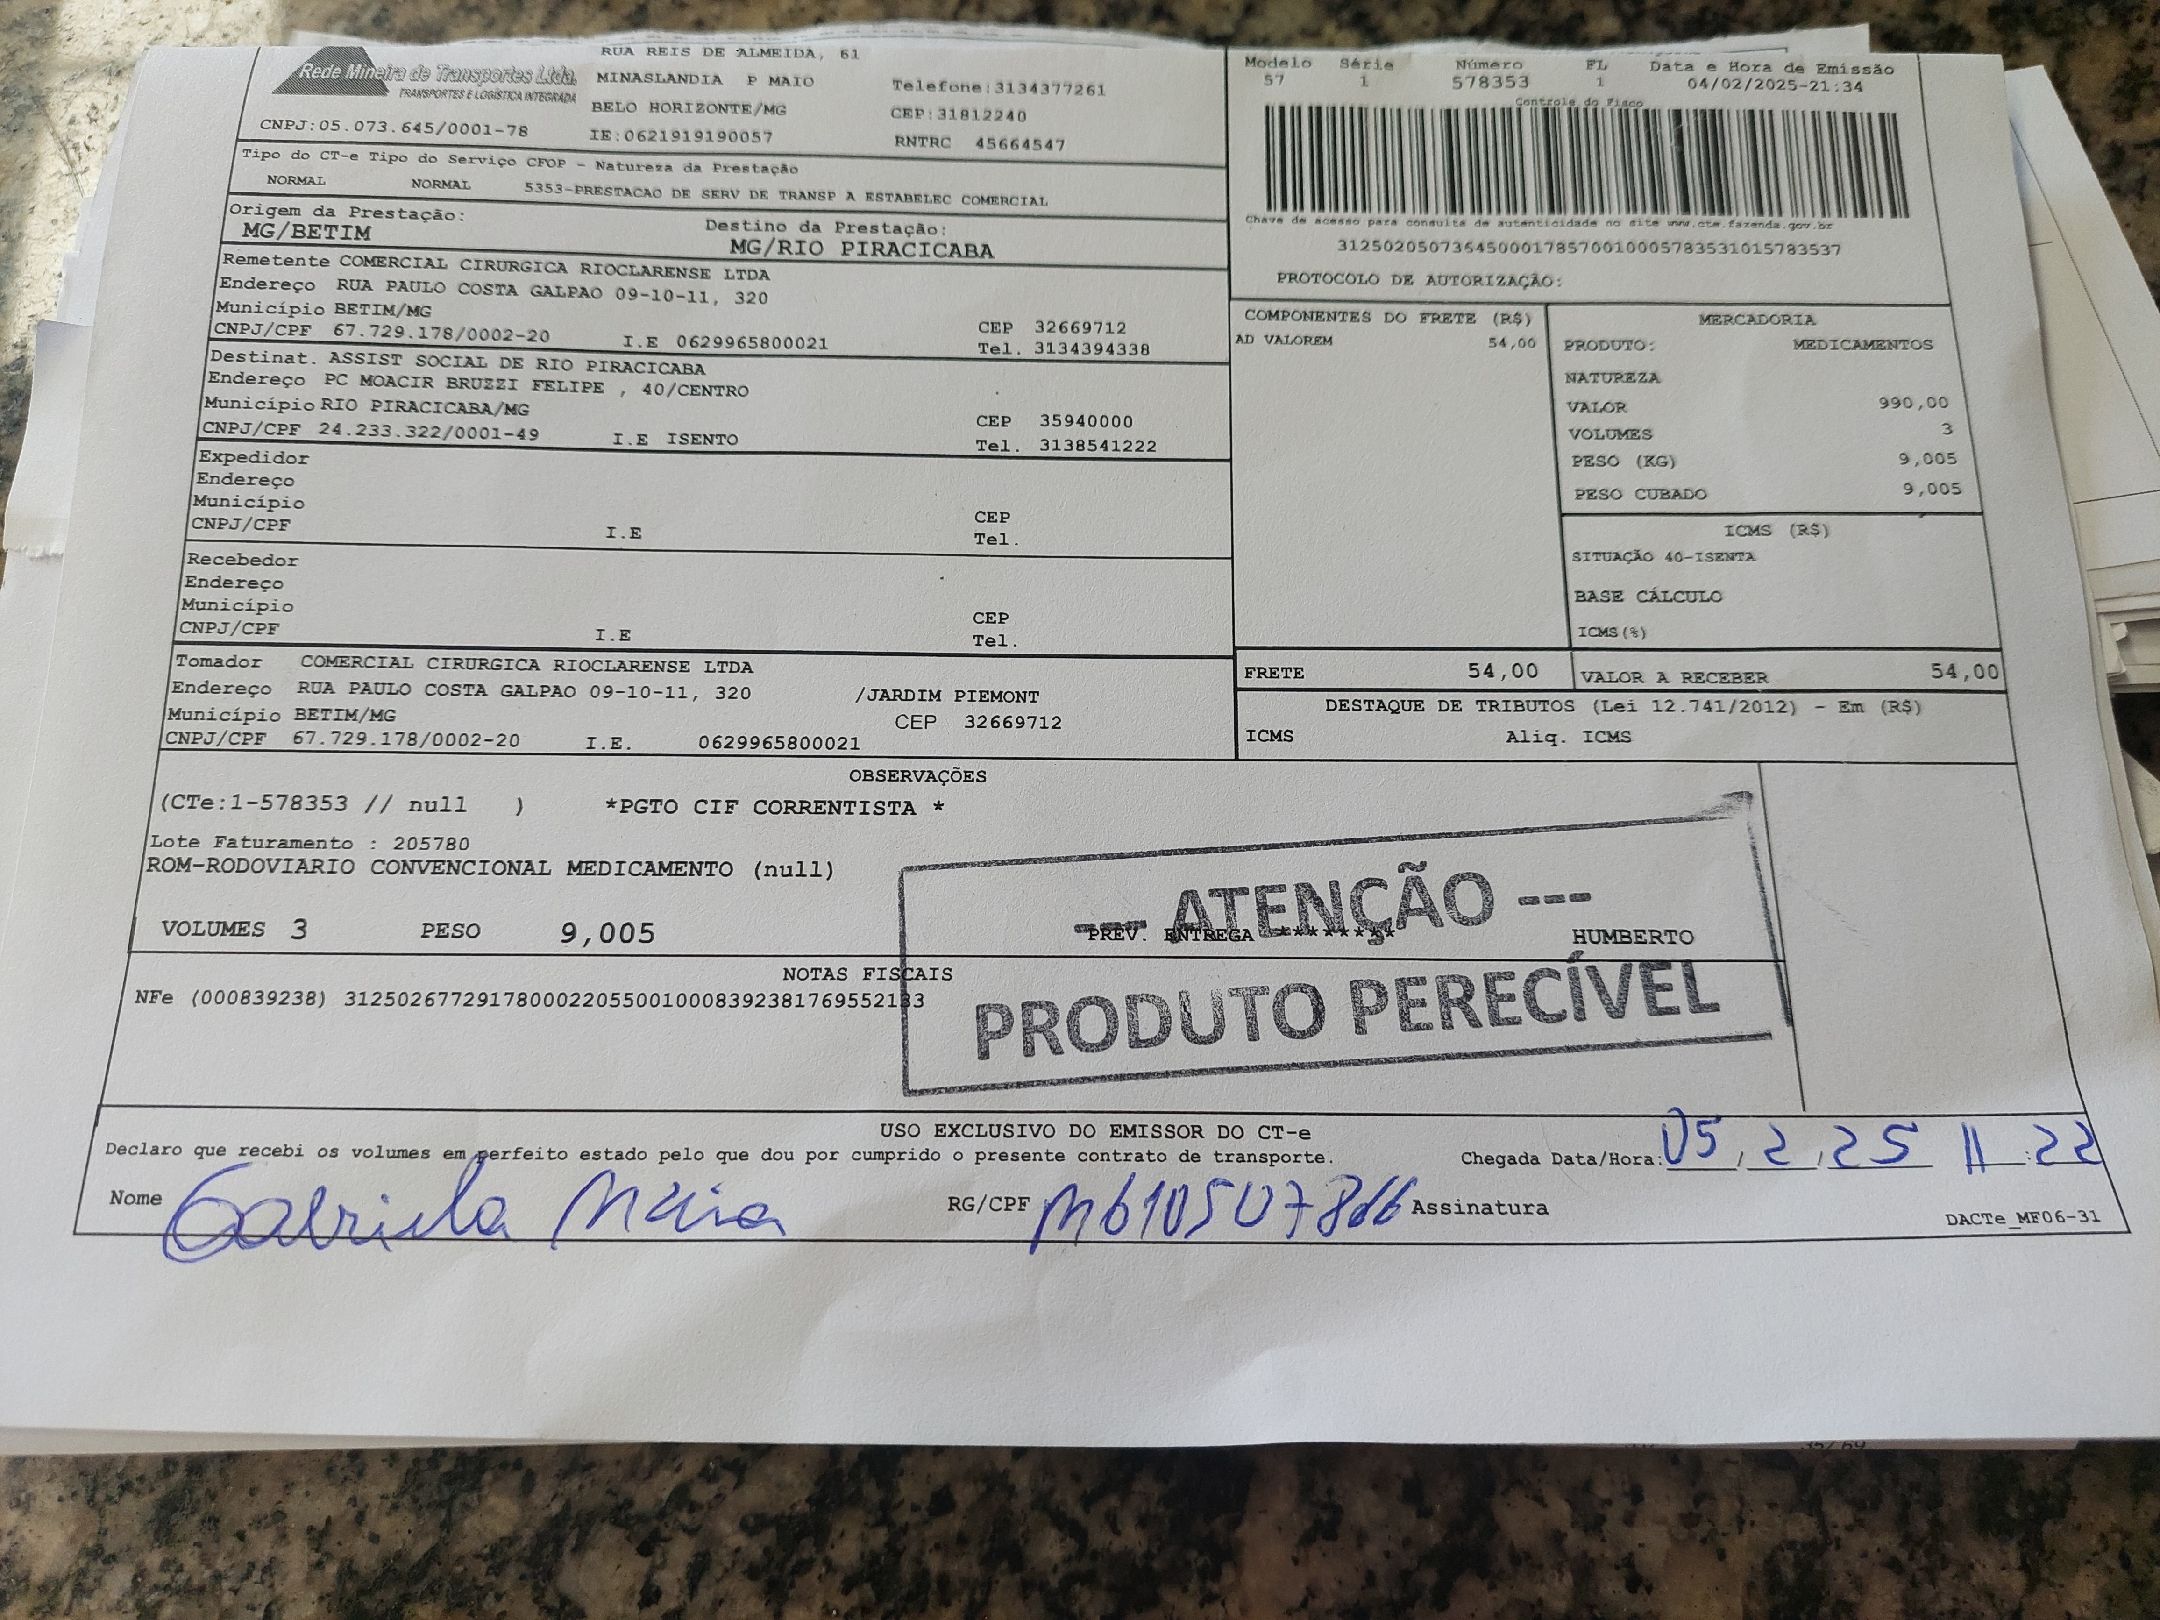 Rede Mineira de Transportes Ltda.
TRANSPORTES E LOGÍSTICA INTEGRADA
CNPJ:05.073.645/0001-78
RUA REIS DE ALMEIDA, 61
MINASLANDIA P MAIO
BELO HORIZONTE/MG
IE:0621919190057
Telefone:3134377261
CEP:31812240
RNTRC 45664547
Modelo Série Número FL Data e Hora de Emissão
57 1 578353 1 04/02/2025-21:34
Controle do Fisco
Chave de acesso para consulta de autenticidade no site www.cte.fazenda.gov.br
31250205073645000178570010005783531015783537
PROTOCOLO DE AUTORIZAÇÃO:
Tipo do CT-e Tipo do Serviço CFOP - Natureza da Prestação
NORMAL NORMAL 5353-PRESTACAO DE SERV DE TRANSP A ESTABELEC COMERCIAL
Origem da Prestação: Destino da Prestação:
MG/BETIM MG/RIO PIRACICABA
Remetente COMERCIAL CIRURGICA RIOCLARENSE LTDA
Endereço RUA PAULO COSTA GALPAO 09-10-11, 320
Município BETIM/MG CEP 32669712
CNPJ/CPF 67.729.178/0002-20 I.E 0629965800021 Tel. 3134394338
Destinat. ASSIST SOCIAL DE RIO PIRACICABA
Endereço PC MOACIR BRUZZI FELIPE , 40/CENTRO
Município RIO PIRACICABA/MG CEP 35940000
CNPJ/CPF 24.233.322/0001-49 I.E ISENTO Tel. 3138541222
Expedidor
Endereço
Município CEP
CNPJ/CPF I.E Tel.
Recebedor
Endereço
Município CEP
CNPJ/CPF I.E Tel.
Tomador COMERCIAL CIRURGICA RIOCLARENSE LTDA
Endereço RUA PAULO COSTA GALPAO 09-10-11, 320 /JARDIM PIEMONT
Município BETIM/MG CEP 32669712
CNPJ/CPF 67.729.178/0002-20 I.E. 0629965800021
COMPONENTES DO FRETE (R$)
AD VALOREM 54,00
MERCADORIA
PRODUTO: MEDICAMENTOS
NATUREZA
VALOR 990,00
VOLUMES 3
PESO (KG) 9,005
PESO CUBADO 9,005
ICMS (R$)
SITUAÇÃO 40-ISENTA
BASE CÁLCULO
ICMS(%)
FRETE 54,00 VALOR A RECEBER 54,00
DESTAQUE DE TRIBUTOS (Lei 12.741/2012) - Em (R$)
ICMS Aliq. ICMS
OBSERVAÇÕES
(CTe:1-578353 // null ) *PGTO CIF CORRENTISTA *
Lote Faturamento : 205780
ROM-RODOVIARIO CONVENCIONAL MEDICAMENTO (null)
VOLUMES 3 PESO 9,005 PREV. ENTREGA ******** HUMBERTO
--- ATENÇÃO ---
PRODUTO PERECÍVEL
NOTAS FISCAIS
NFe (000839238) 31250267729178000220550010008392381769552133
USO EXCLUSIVO DO EMISSOR DO CT-e
Declaro que recebi os volumes em perfeito estado pelo que dou por cumprido o presente contrato de transporte. Chegada Data/Hora: 05/2/25 11:22
Nome Gabriela RG/CPF Assinatura
DACTe_MF06-31